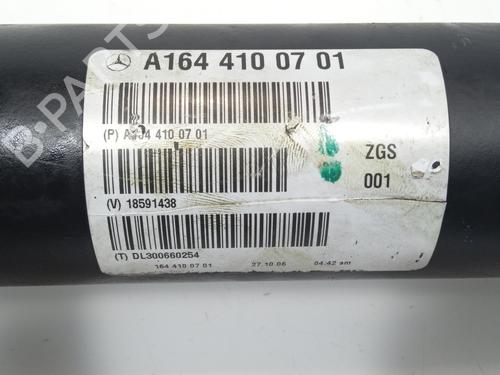 B-PARTS
A164 410 07 01
(P) A164 410 07 01
ZGS
001
(V) 18591438
(T) DL300660254
164 410 07 01 27.10.06 04:42 am